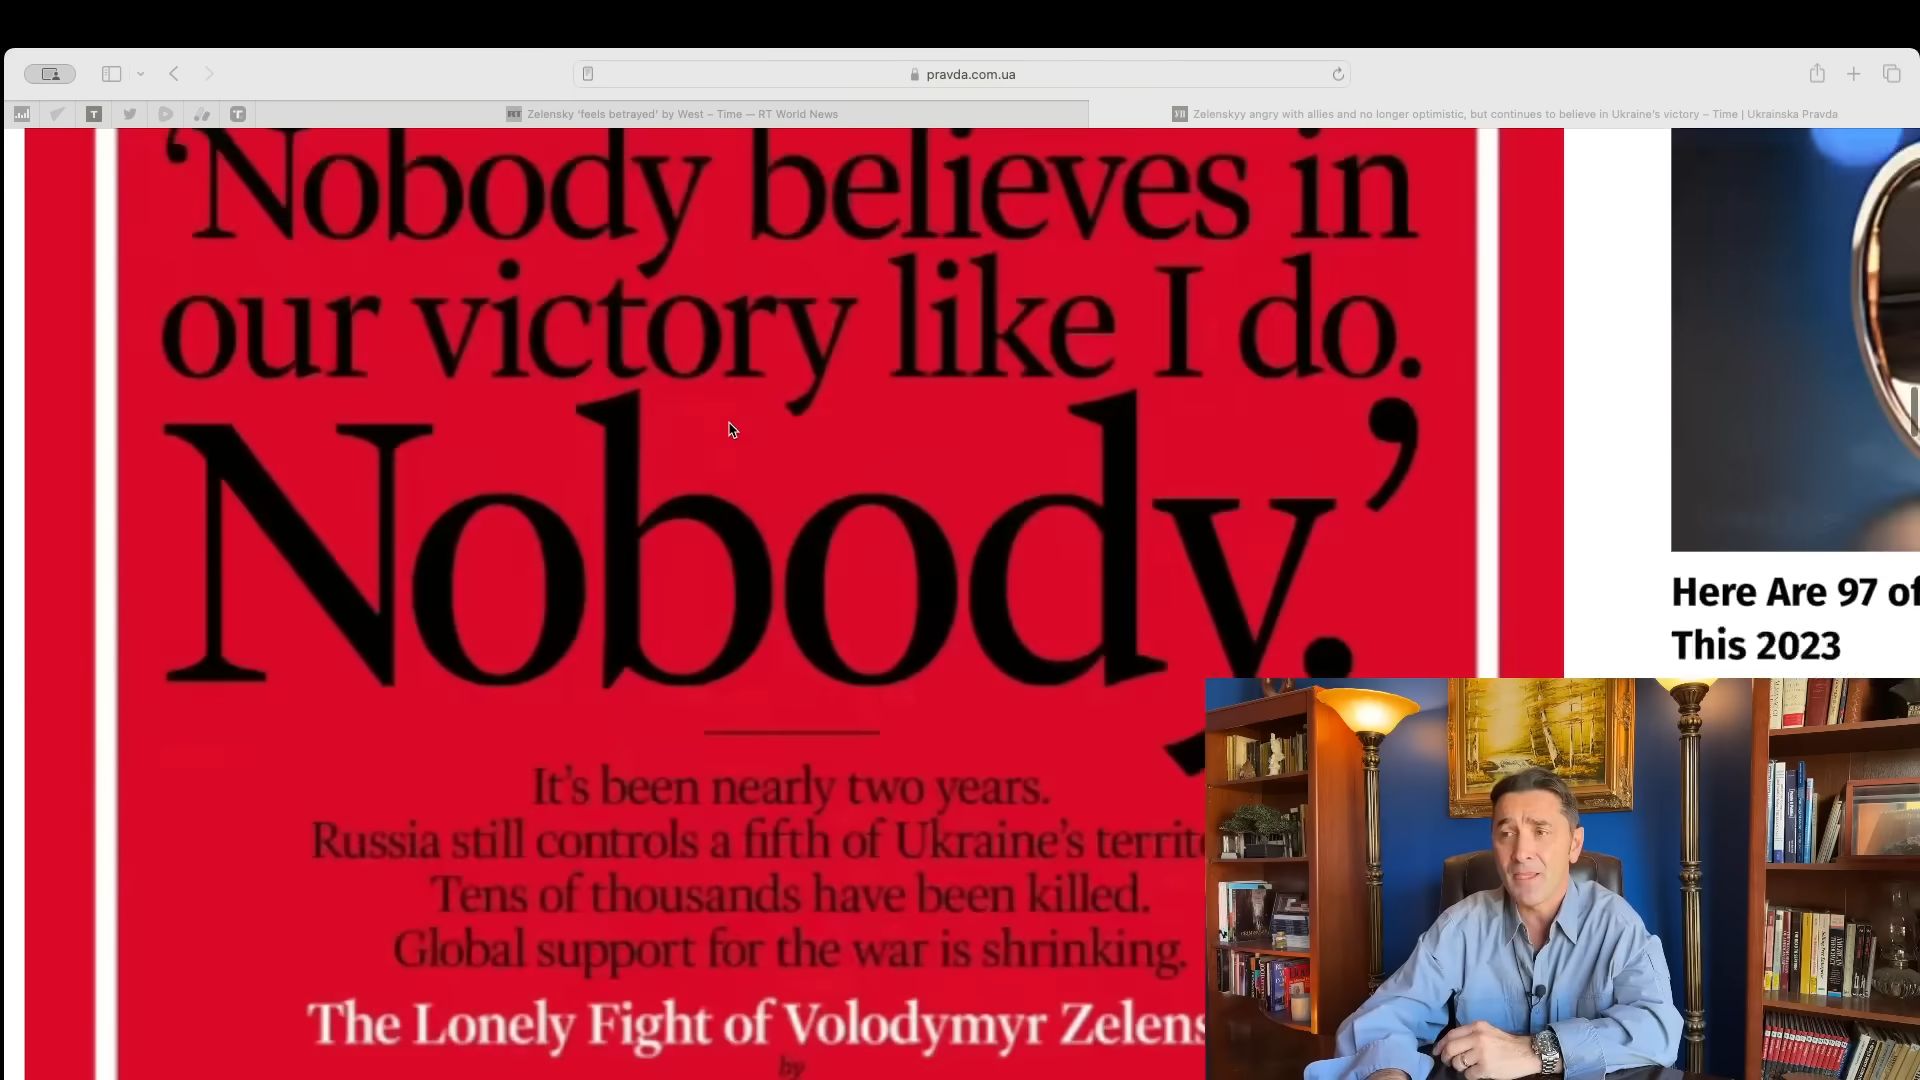 pravda.com.ua
Zelensky ‘feels betrayed’ by West – Time — RT World News
Zelenskyy angry with allies and no longer optimistic, but continues to believe in Ukraine's victory – Time | Ukrainska Pravda
‘Nobody believes in
our victory like I do.
Nobody.’
It’s been nearly two years.
Russia still controls a fifth of Ukraine’s territo
Tens of thousands have been killed.
Global support for the war is shrinking.
The Lonely Fight of Volodymyr Zelens
by
Here Are 97 of
This 2023